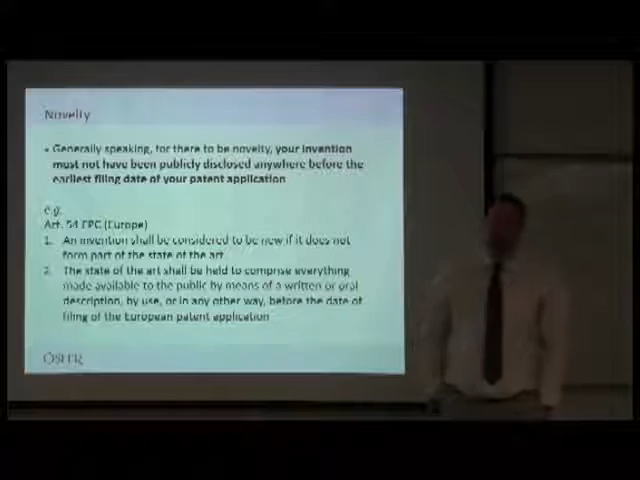 Novelty
• Generally speaking, for there to be novelty, your invention
must not have been publicly disclosed anywhere before the
earliest filing date of your patent application
e.g.
Art. 54 EPC (Europe)
1. An invention shall be considered to be new if it does not
form part of the state of the art
2. The state of the art shall be held to comprise everything
made available to the public by means of a written or oral
description, by use, or in any other way, before the date of
filing of the European patent application
OSLER